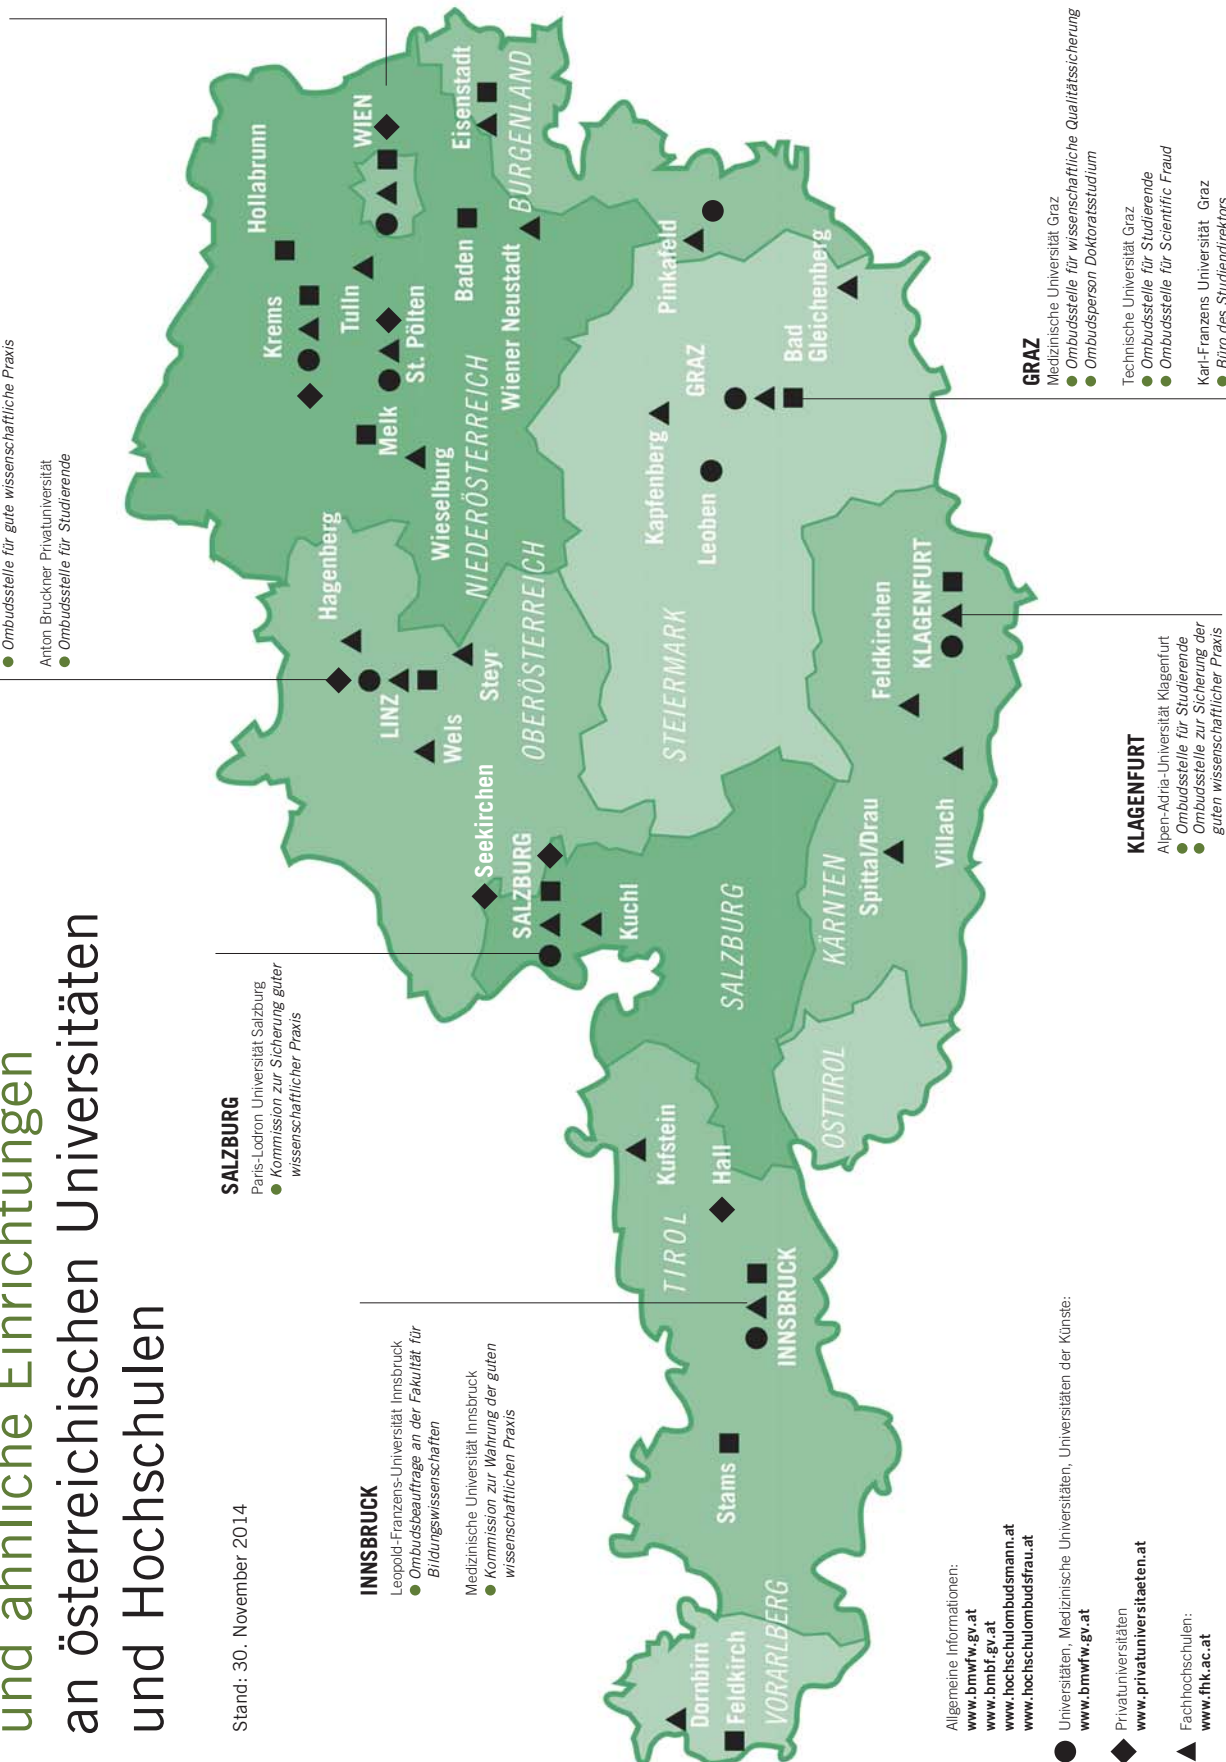 und ähnliche Einrichtungen
an österreichischen Universitäten
und Hochschulen
Stand: 30. November 2014
● Ombudsstelle für gute wissenschaftliche Praxis
Anton Bruckner Privatuniversität
● Ombudsstelle für Studierende
SALZBURG
Paris-Lodron Universität Salzburg
● Kommission zur Sicherung guter
wissenschaftlicher Praxis
INNSBRUCK
Leopold-Franzens-Universität Innsbruck
● Ombudsbeauftrage an der Fakultät für
Bildungswissenschaften
Medizinische Universität Innsbruck
● Kommission zur Wahrung der guten
wissenschaftlichen Praxis
Hollabrunn
Krems
WIEN
Tulln
St. Pölten
Melk
Eisenstadt
Baden
BURGENLAND
Wiener Neustadt
Wieselburg
NIEDERÖSTERREICH
Hagenberg
LINZ
Wels
Steyr
OBERÖSTERREICH
Seekirchen
SALZBURG
Kuchl
Pinkafeld
Kapfenberg
GRAZ
Leoben
Bad
Gleichenberg
STEIERMARK
SALZBURG
Kufstein
TIROL
Hall
INNSBRUCK
Stams
Dornbirn
Feldkirch
VORARLBERG
OSTTIROL
KÄRNTEN
Spittal/Drau
Feldkirchen
KLAGENFURT
Villach
GRAZ
Medizinische Universität Graz
● Ombudsstelle für wissenschaftliche Qualitätssicherung
● Ombudsperson Doktoratsstudium
Technische Universität Graz
● Ombudsstelle für Studierende
● Ombudsstelle für Scientific Fraud
Karl-Franzens Universität Graz
● Büro des Studiendirektors
KLAGENFURT
Alpen-Adria-Universität Klagenfurt
● Ombudsstelle für Studierende
● Ombudsstelle zur Sicherung der
guten wissenschaftlicher Praxis
Allgemeine Informationen:
www.bmwfw.gv.at
www.bmbf.gv.at
www.hochschulombudsmann.at
www.hochschulombudsfrau.at
● Universitäten, Medizinische Universitäten, Universitäten der Künste:
www.bmwfw.gv.at
◆ Privatuniversitäten
www.privatuniversitaeten.at
▲ Fachhochschulen:
www.fhk.ac.at